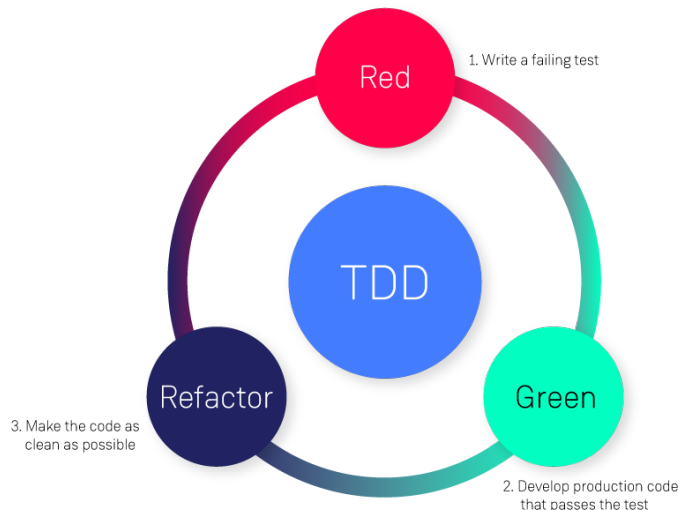 Red
1. Write a failing test
TDD
Refactor
Green
3. Make the code as
clean as possible
2. Develop production code
that passes the test